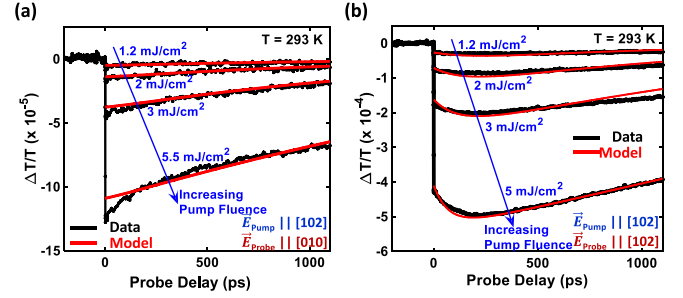 (a)
T = 293 K
1.2 mJ/cm²
2 mJ/cm²
3 mJ/cm²
5.5 mJ/cm²
Increasing
Pump Fluence
Data
Model
E⃗Pump || [102]
E⃗Probe || [010]
0
-5
-10
-15
ΔT/T (x 10⁻⁵)
0
500
1000
Probe Delay (ps)
(b)
T = 293 K
1.2 mJ/cm²
2 mJ/cm²
3 mJ/cm²
5 mJ/cm²
Data
Model
Increasing
Pump Fluence
E⃗Pump || [102]
E⃗Probe || [102]
0
-1
-2
-3
-4
-5
-6
ΔT/T (x 10⁻⁴)
0
500
1000
Probe Delay (ps)